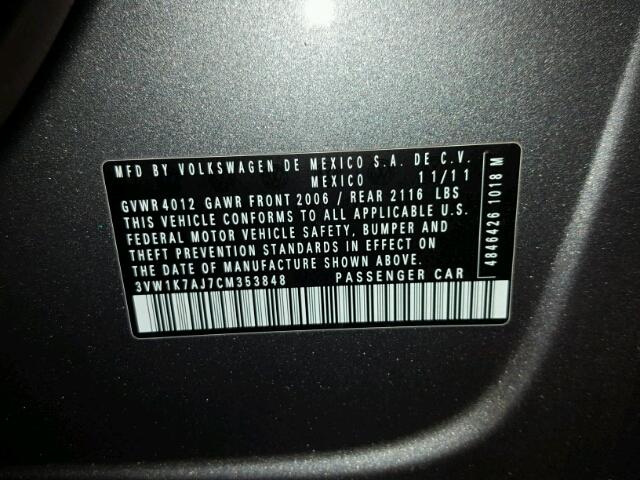 MFD BY VOLKSWAGEN DE MEXICO S.A. DE C.V.
MEXICO 11/11
GVWR 4012 GAWR FRONT 2006 / REAR 2116 LBS
THIS VEHICLE CONFORMS TO ALL APPLICABLE U.S.
FEDERAL MOTOR VEHICLE SAFETY, BUMPER AND
THEFT PREVENTION STANDARDS IN EFFECT ON
THE DATE OF MANUFACTURE SHOWN ABOVE.
3VW1K7AJ7CM353848 PASSENGER CAR
4846426 1018 M